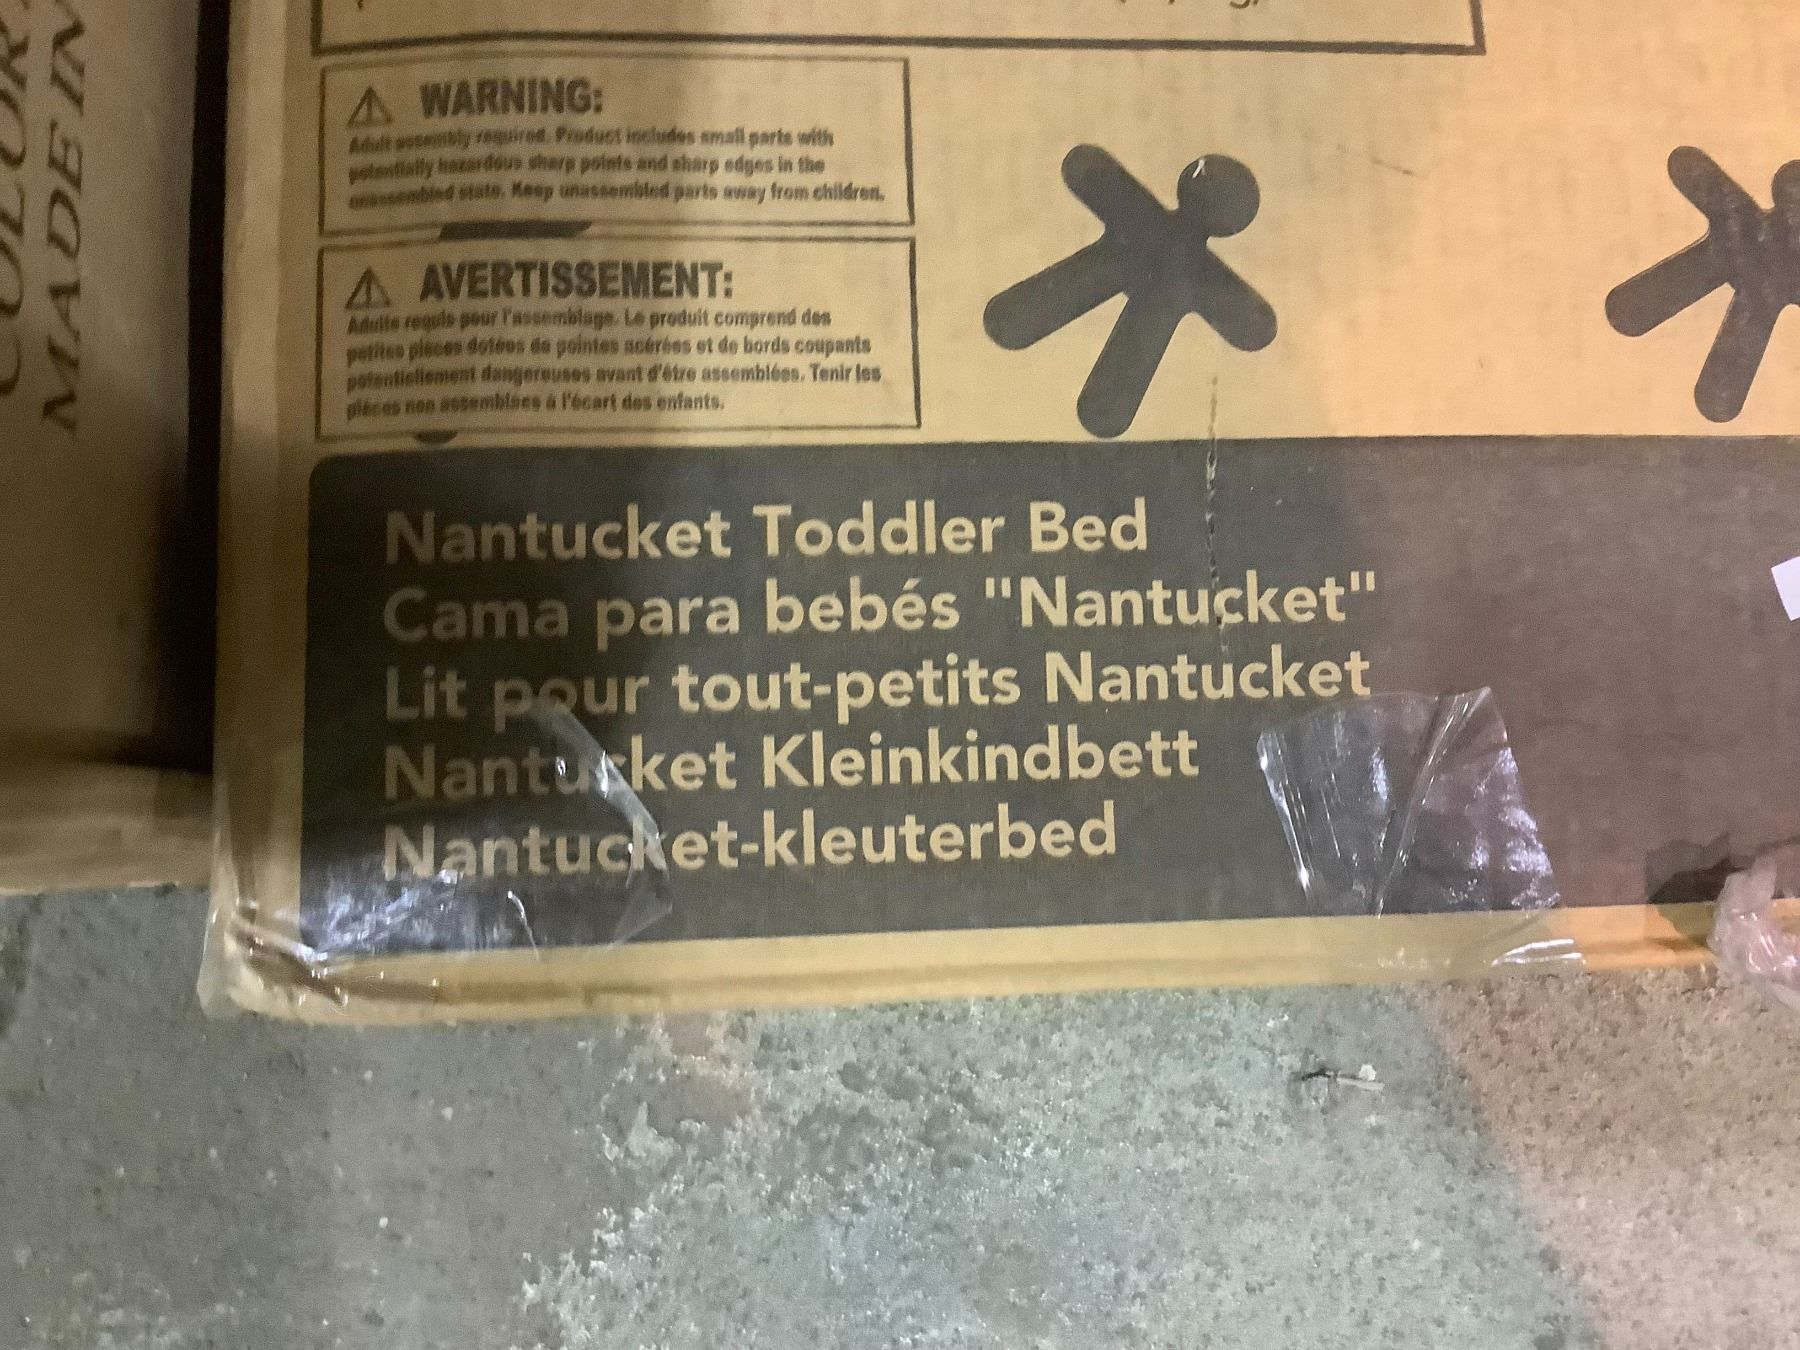 COLOR
MADE IN
WARNING:
Adult assembly required. Product includes small parts with
potentially hazardous sharp points and sharp edges in the
unassembled state. Keep unassembled parts away from children.
AVERTISSEMENT:
Adulte requis pour l'assemblage. Le produit comprend des
petites pièces dotées de pointes acérées et de bords coupants
potentiellement dangereuses avant d'être assemblées. Tenir les
pièces non assemblées à l'écart des enfants.
Nantucket Toddler Bed
Cama para bebés "Nantucket"
Lit pour tout-petits Nantucket
Nantucket Kleinkindbett
Nantucket-kleuterbed